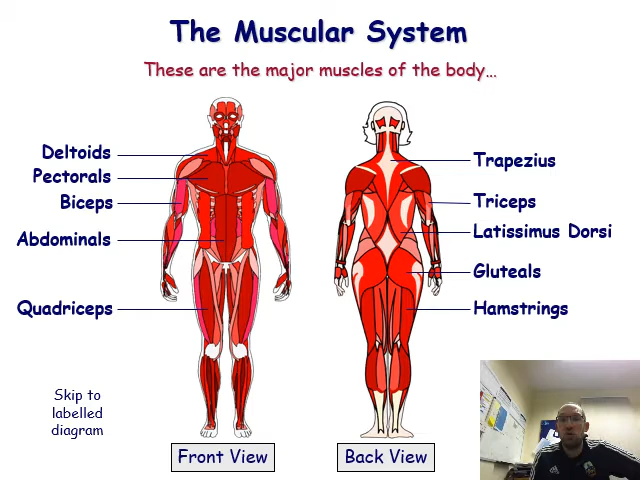 The Muscular System
These are the major muscles of the body...
Deltoids
Pectorals
Biceps
Abdominals
Quadriceps
Trapezius
Triceps
Latissimus Dorsi
Gluteals
Hamstrings
Skip to
labelled
diagram
Front View
Back View